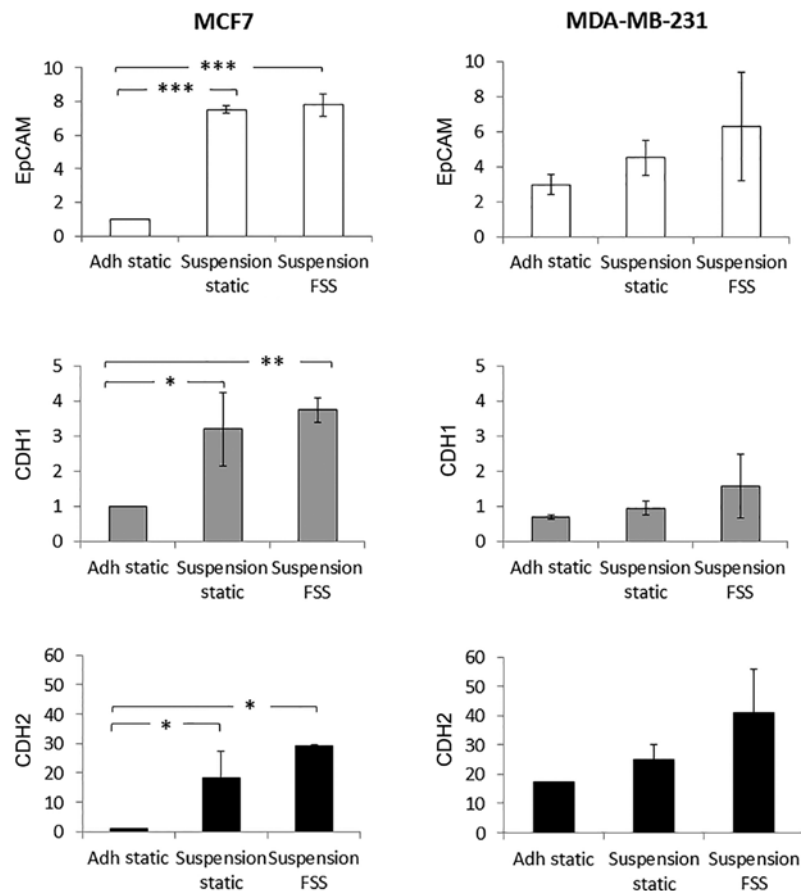 MCF7
EpCAM
10
8
6
4
2
0
***
***
Adh static Suspension Suspension
static FSS
MDA-MB-231
EpCAM
10
8
6
4
2
0
Adh static Suspension Suspension
static FSS
CDH1
5
4
3
2
1
0
**
*
Adh static Suspension Suspension
static FSS
CDH1
5
4
3
2
1
0
Adh static Suspension Suspension
static FSS
CDH2
60
50
40
30
20
10
0
*
*
Adh static Suspension Suspension
static FSS
CDH2
60
50
40
30
20
10
0
Adh static Suspension Suspension
static FSS